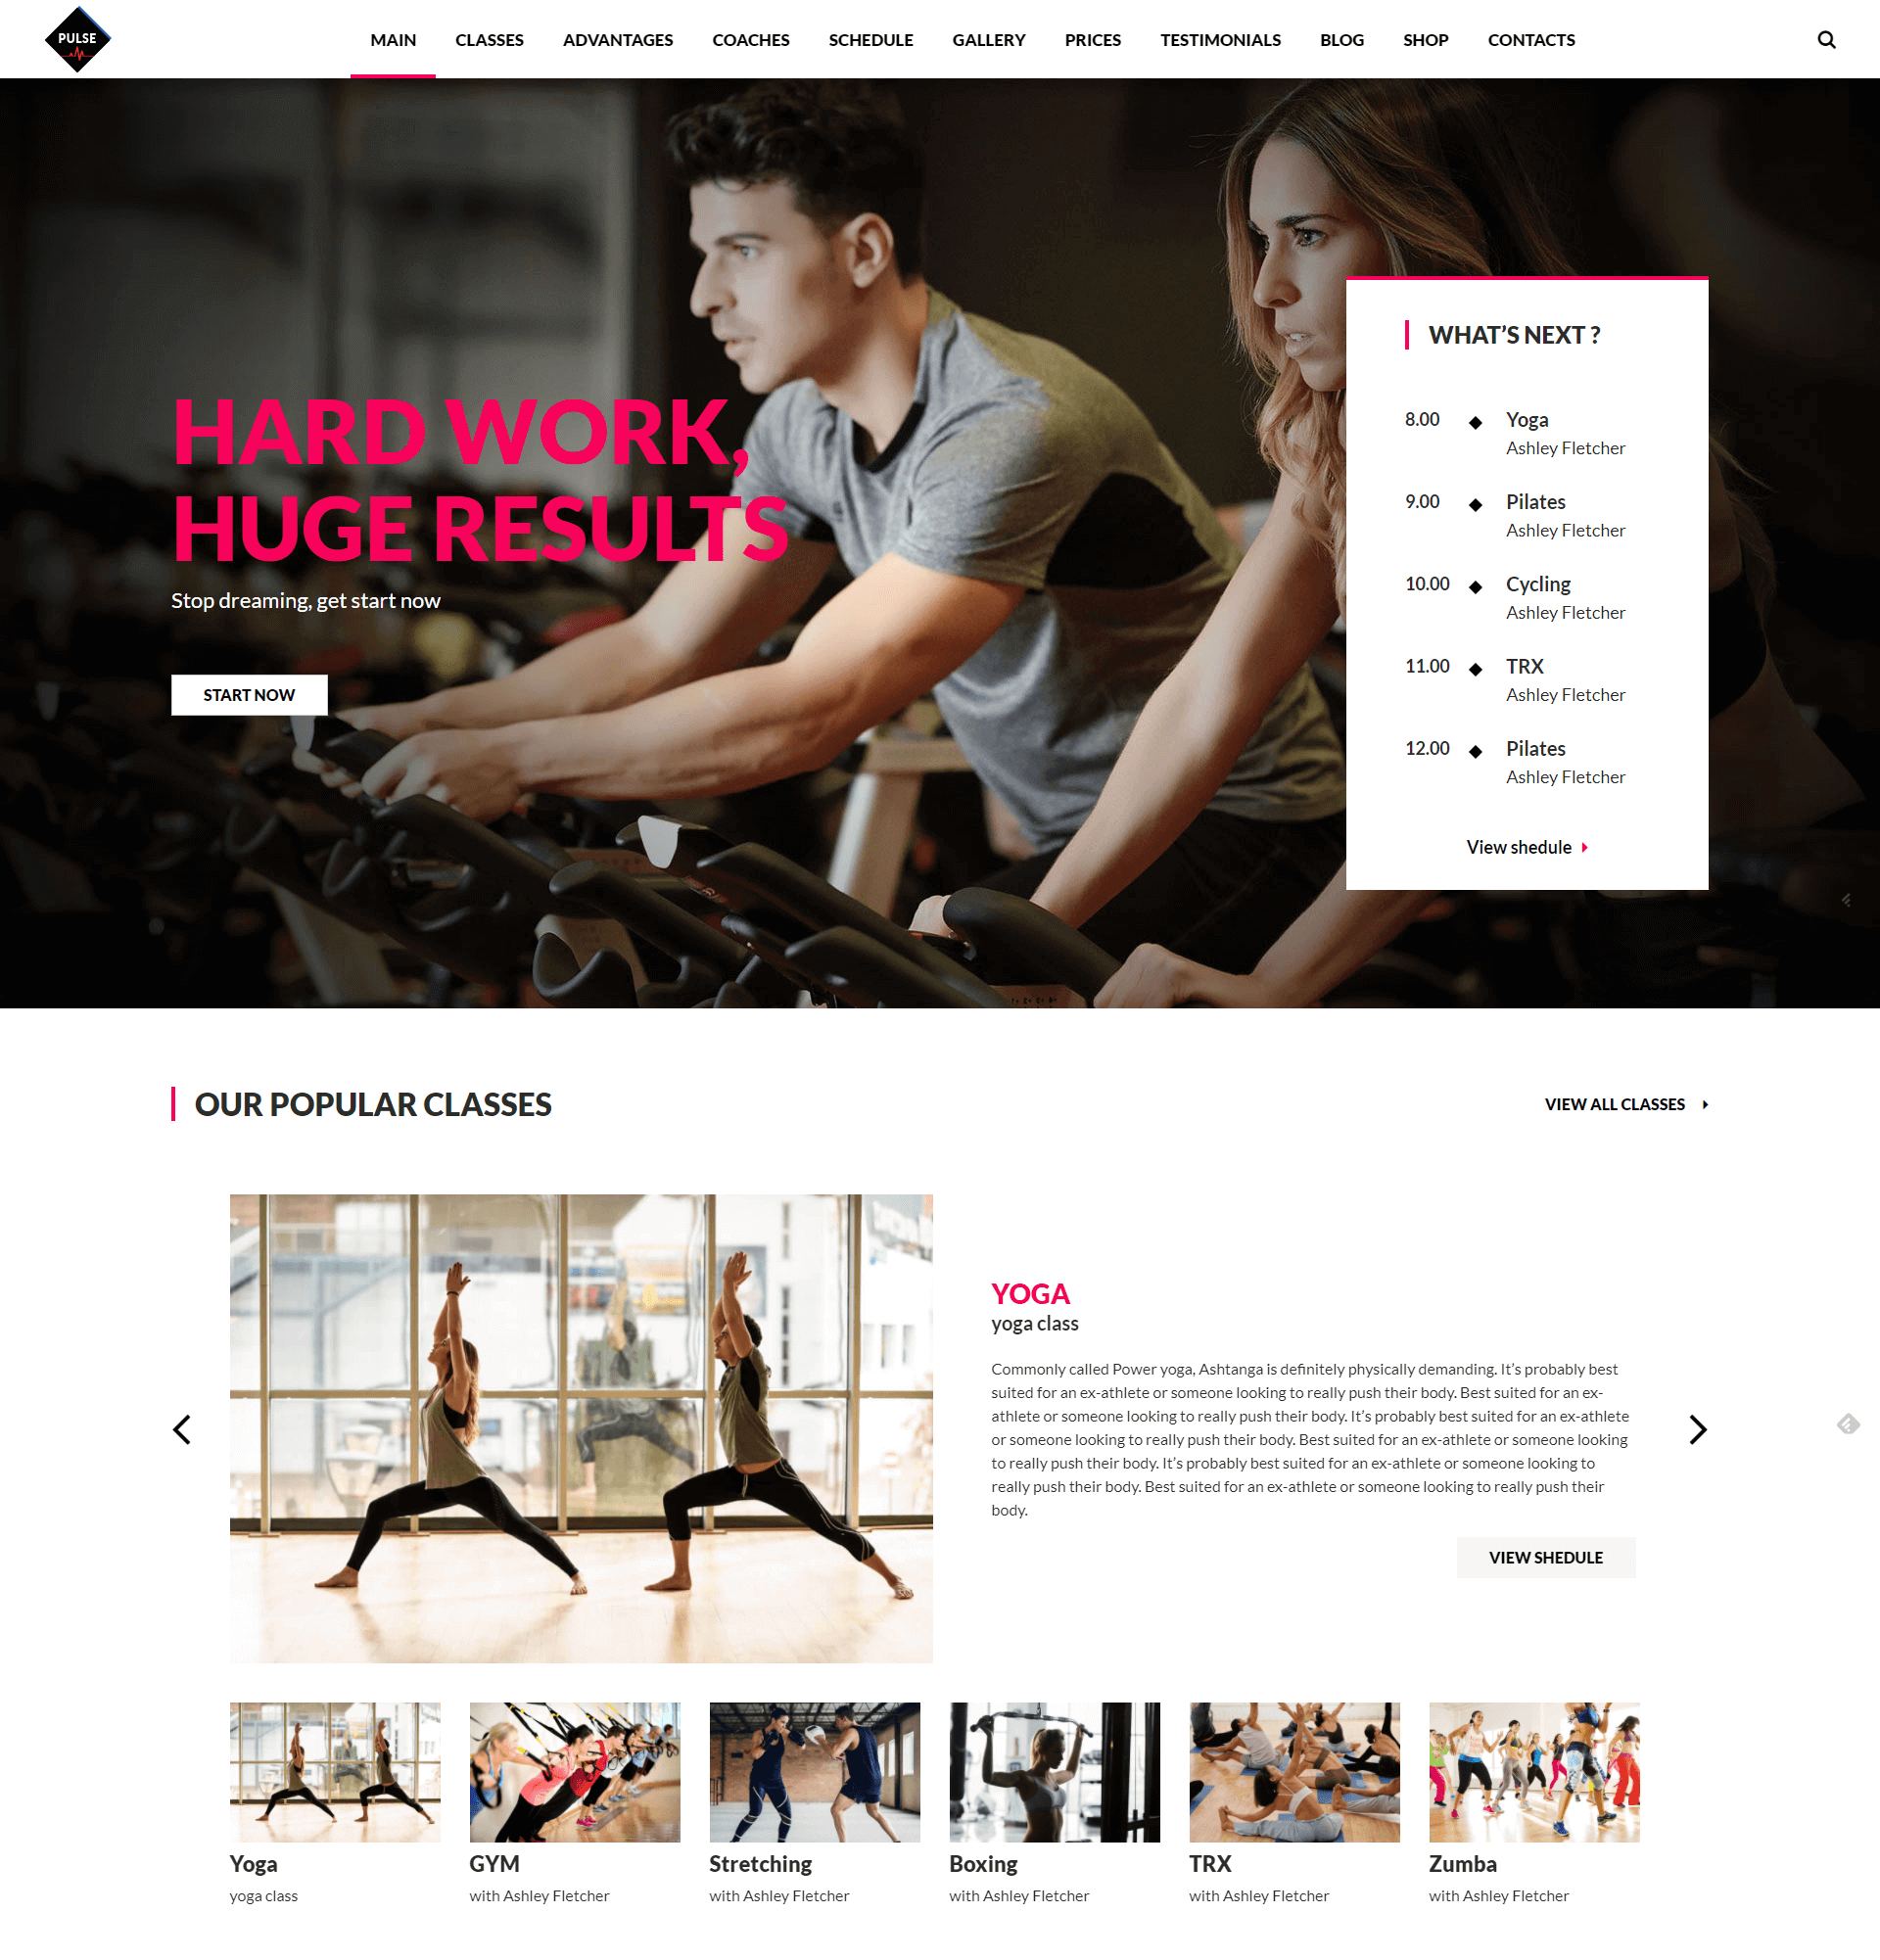 PULSE
MAIN CLASSES ADVANTAGES COACHES SCHEDULE GALLERY PRICES TESTIMONIALS BLOG SHOP CONTACTS
HARD WORK,
HUGE RESULTS
Stop dreaming, get start now
START NOW
WHAT’S NEXT ?
8.00 Yoga
Ashley Fletcher
9.00 Pilates
Ashley Fletcher
10.00 Cycling
Ashley Fletcher
11.00 TRX
Ashley Fletcher
12.00 Pilates
Ashley Fletcher
View shedule
OUR POPULAR CLASSES
VIEW ALL CLASSES
YOGA
yoga class
Commonly called Power yoga, Ashtanga is definitely physically demanding. It’s probably best
suited for an ex-athlete or someone looking to really push their body. Best suited for an ex-
athlete or someone looking to really push their body. It’s probably best suited for an ex-athlete
or someone looking to really push their body. Best suited for an ex-athlete or someone looking
to really push their body. It’s probably best suited for an ex-athlete or someone looking to
really push their body. Best suited for an ex-athlete or someone looking to really push their
body.
VIEW SHEDULE
Yoga
yoga class
GYM
with Ashley Fletcher
Stretching
with Ashley Fletcher
Boxing
with Ashley Fletcher
TRX
with Ashley Fletcher
Zumba
with Ashley Fletcher